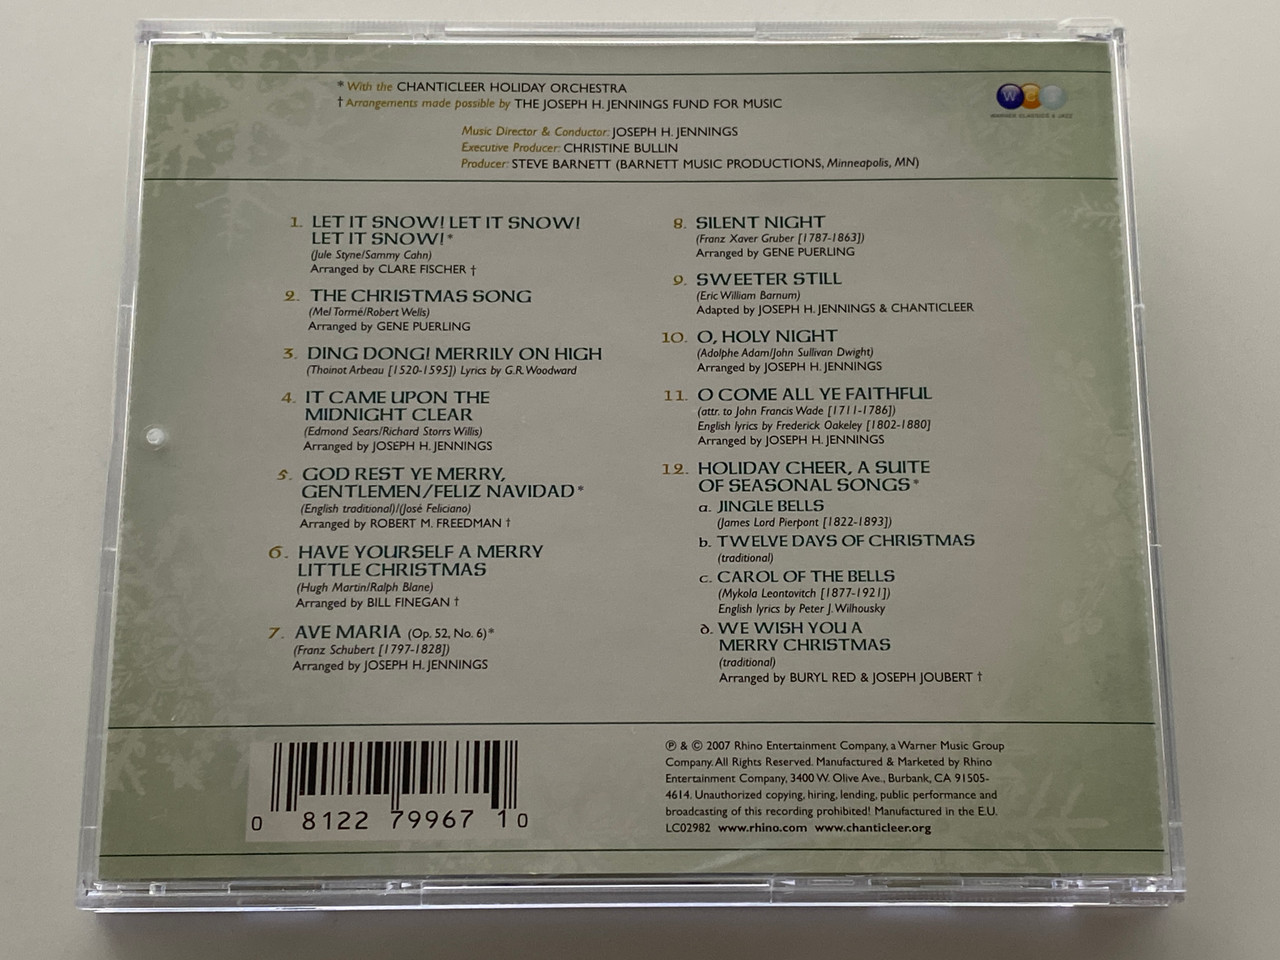 * With the CHANTICLEER HOLIDAY ORCHESTRA
† Arrangements made possible by THE JOSEPH H. JENNINGS FUND FOR MUSIC
Music Director & Conductor: JOSEPH H. JENNINGS
Executive Producer: CHRISTINE BULLIN
Producer: STEVE BARNETT (BARNETT MUSIC PRODUCTIONS, Minneapolis, MN)
WCJ
WARNER CLASSICS & JAZZ
1. LET IT SNOW! LET IT SNOW!
LET IT SNOW!*
(Jule Styne/Sammy Cahn)
Arranged by CLARE FISCHER †
2. THE CHRISTMAS SONG
(Mel Tormé/Robert Wells)
Arranged by GENE PUERLING
3. DING DONG! MERRILY ON HIGH
(Thoinot Arbeau [1520-1595]) Lyrics by G.R. Woodward
4. IT CAME UPON THE
MIDNIGHT CLEAR
(Edmond Sears/Richard Storrs Willis)
Arranged by JOSEPH H. JENNINGS
5. GOD REST YE MERRY,
GENTLEMEN/FELIZ NAVIDAD*
(English traditional)/(José Feliciano)
Arranged by ROBERT M. FREEDMAN †
6. HAVE YOURSELF A MERRY
LITTLE CHRISTMAS
(Hugh Martin/Ralph Blane)
Arranged by BILL FINEGAN †
7. AVE MARIA (Op. 52, No. 6)*
(Franz Schubert [1797-1828])
Arranged by JOSEPH H. JENNINGS
8. SILENT NIGHT
(Franz Xaver Gruber [1787-1863])
Arranged by GENE PUERLING
9. SWEETER STILL
(Eric William Barnum)
Adapted by JOSEPH H. JENNINGS & CHANTICLEER
10. O, HOLY NIGHT
(Adolphe Adam/John Sullivan Dwight)
Arranged by JOSEPH H. JENNINGS
11. O COME ALL YE FAITHFUL
(attr. to John Francis Wade [1711-1786])
English lyrics by Frederick Oakeley [1802-1880]
Arranged by JOSEPH H. JENNINGS
12. HOLIDAY CHEER, A SUITE
OF SEASONAL SONGS*
a. JINGLE BELLS
(James Lord Pierpont [1822-1893])
b. TWELVE DAYS OF CHRISTMAS
(traditional)
c. CAROL OF THE BELLS
(Mykola Leontovitch [1877-1921])
English lyrics by Peter J. Wilhousky
d. WE WISH YOU A
MERRY CHRISTMAS
(traditional)
Arranged by BURYL RED & JOSEPH JOUBERT †
0 81227 99671 0
℗ & © 2007 Rhino Entertainment Company, a Warner Music Group
Company. All Rights Reserved. Manufactured & Marketed by Rhino
Entertainment Company, 3400 W. Olive Ave., Burbank, CA 91505-
4614. Unauthorized copying, hiring, lending, public performance and
broadcasting of this recording prohibited! Manufactured in the E.U.
LC02982 www.rhino.com www.chanticleer.org